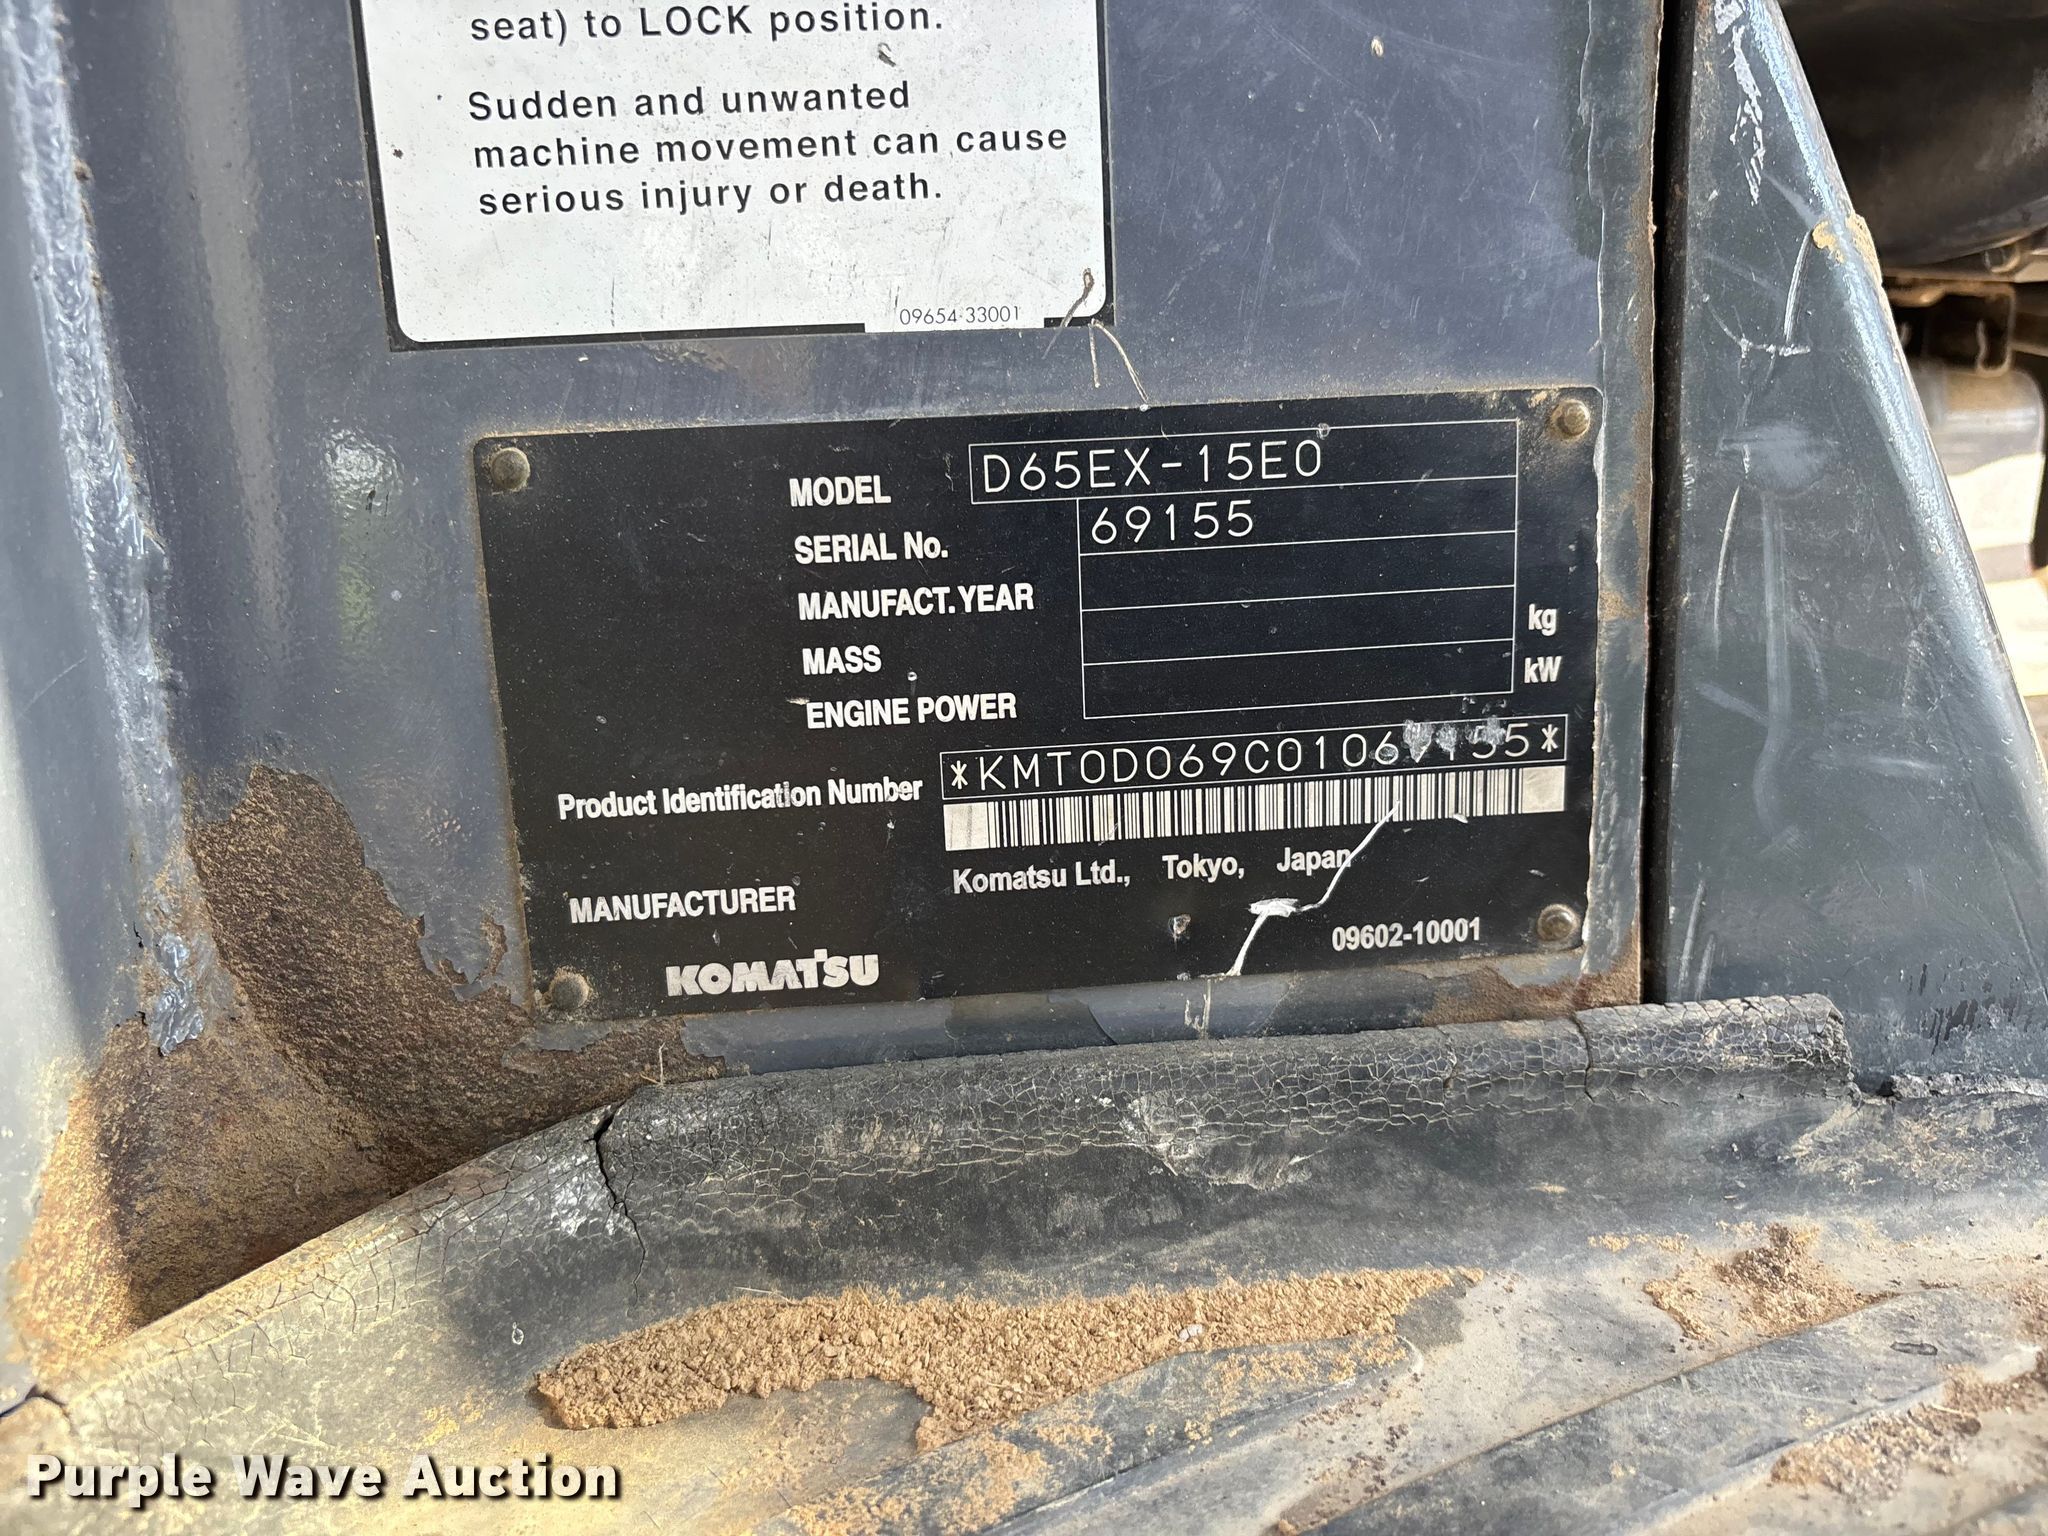 seat) to LOCK position.
Sudden and unwanted
machine movement can cause
serious injury or death.
09654-33001
MODEL D65EX-15E0
SERIAL No. 69155
MANUFACT. YEAR
MASS kg
ENGINE POWER kW
Product Identification Number *KMT0D069C01069155*
MANUFACTURER Komatsu Ltd., Tokyo, Japan
KOMATSU 09602-10001
Purple Wave Auction